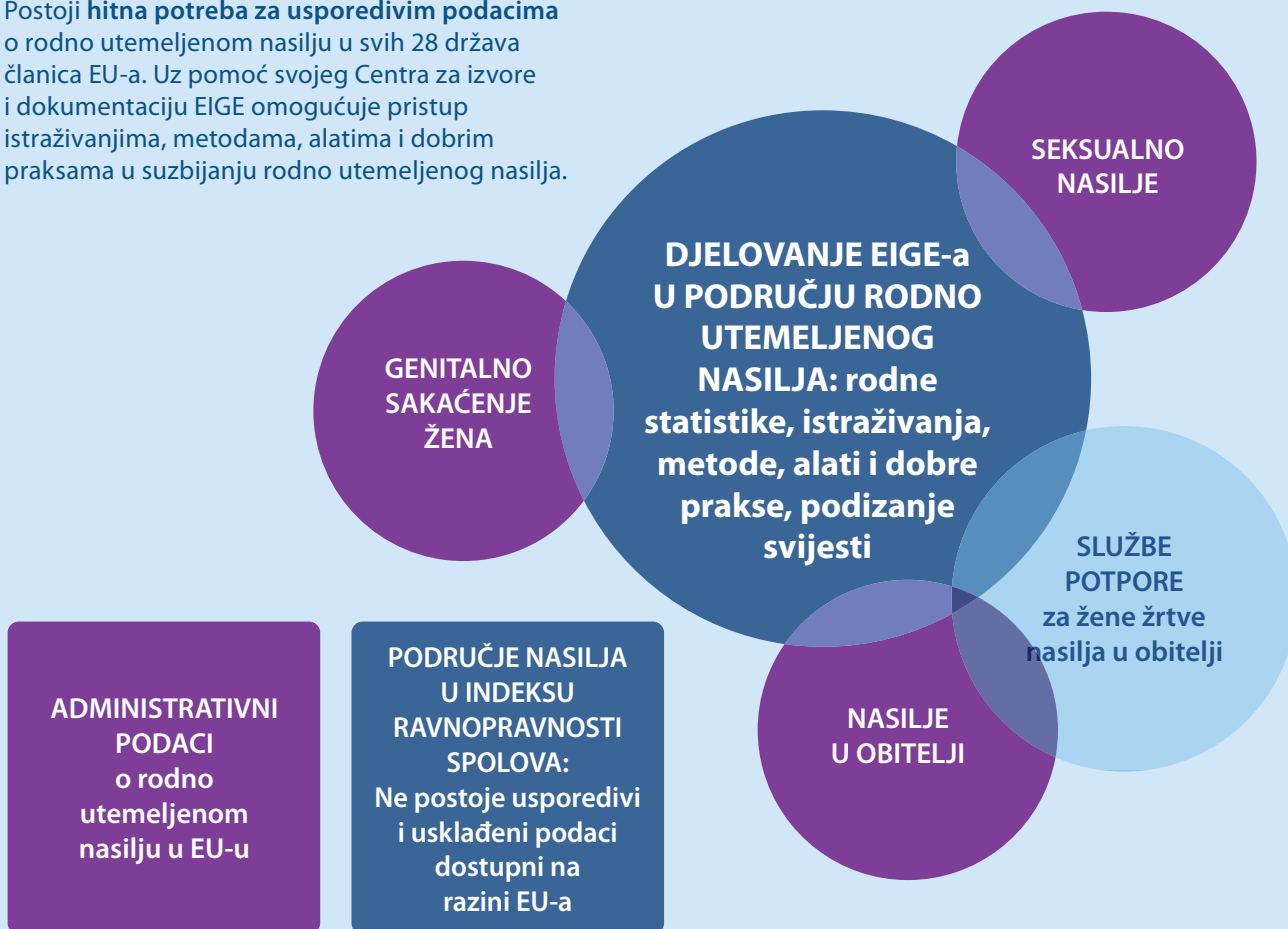 Postoji hitna potreba za usporedivim podacima
o rodno utemeljenom nasilju u svih 28 država
članica EU-a. Uz pomoć svojeg Centra za izvore
i dokumentaciju EIGE omogućuje pristup
istraživanjima, metodama, alatima i dobrim
praksama u suzbijanju rodno utemeljenog nasilja.
SEKSUALNO
NASILJE
DJELOVANJE EIGE-a
U PODRUČJU RODNO
UTEMELJENOG
NASILJA: rodne
statistike, istraživanja,
metode, alati i dobre
prakse, podizanje
svijesti
GENITALNO
SAKAĆENJE
ŽENA
SLUŽBE
POTPORE
za žene žrtve
nasilja u obitelji
NASILJE
U OBITELJI
ADMINISTRATIVNI
PODACI
o rodno
utemeljenom
nasilju u EU-u
PODRUČJE NASILJA
U INDEKSU
RAVNOPRAVNOSTI
SPOLOVA:
Ne postoje usporedivi
i usklađeni podaci
dostupni na
razini EU-a